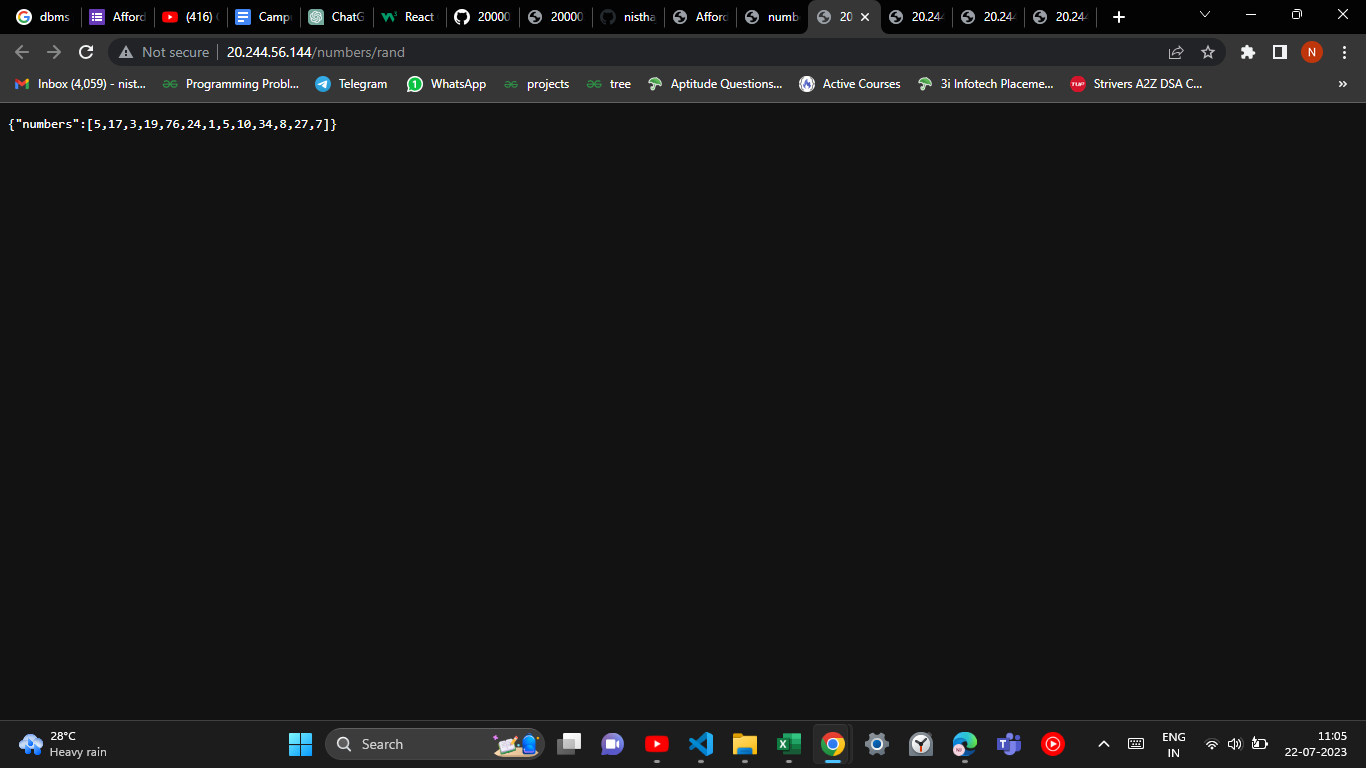 dbms
Afford
(416)
Camp
ChatG
React
20000
20000
nistha
Afford
numb
20
20.24
20.24
20.24
Not secure
20.244.56.144/numbers/rand
N
Inbox (4,059) - nist...
Programming Probl...
Telegram
WhatsApp
projects
tree
Aptitude Questions...
Active Courses
3i Infotech Placeme...
TUF
Strivers A2Z DSA C...
»
{"numbers":[5,17,3,19,76,24,1,5,10,34,8,27,7]}
28°C
Heavy rain
Search
ENG
IN
11:05
22-07-2023